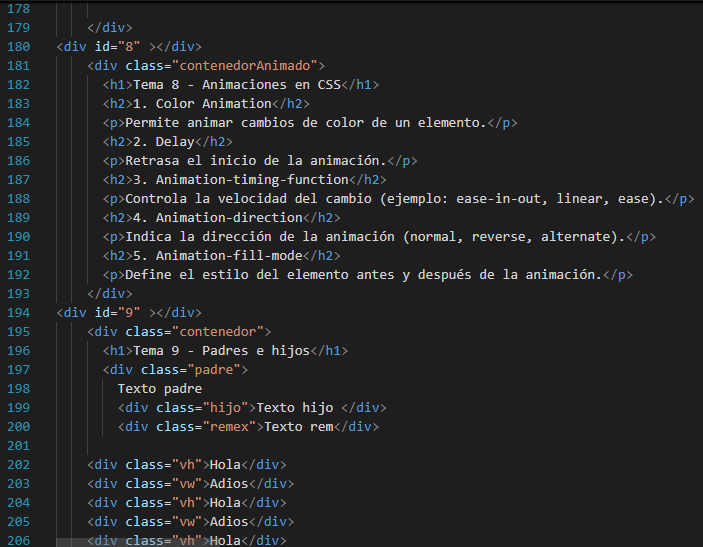 178
179 </div>
180 <div id="8" ></div>
181 <div class="contenedorAnimado">
182 <h1>Tema 8 - Animaciones en CSS</h1>
183 <h2>1. Color Animation</h2>
184 <p>Permite animar cambios de color de un elemento.</p>
185 <h2>2. Delay</h2>
186 <p>Retrasa el inicio de la animación.</p>
187 <h2>3. Animation-timing-function</h2>
188 <p>Controla la velocidad del cambio (ejemplo: ease-in-out, linear, ease).</p>
189 <h2>4. Animation-direction</h2>
190 <p>Indica la dirección de la animación (normal, reverse, alternate).</p>
191 <h2>5. Animation-fill-mode</h2>
192 <p>Define el estilo del elemento antes y después de la animación.</p>
193 </div>
194 <div id="9" ></div>
195 <div class="contenedor">
196 <h1>Tema 9 - Padres e hijos</h1>
197 <div class="padre">
198 Texto padre
199 <div class="hijo">Texto hijo </div>
200 <div class="remex">Texto rem</div>
201
202 <div class="vh">Hola</div>
203 <div class="vw">Adios</div>
204 <div class="vh">Hola</div>
205 <div class="vw">Adios</div>
206 <div class="vh">Hola</div>